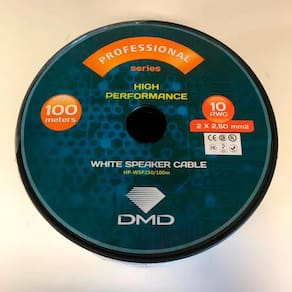 PROFESSIONAL
series
HIGH
PERFORMANCE
100
meters
10
AWG
2 X 2,50 mm2
WHITE SPEAKER CABLE
HP-WSP250/100m
DMD